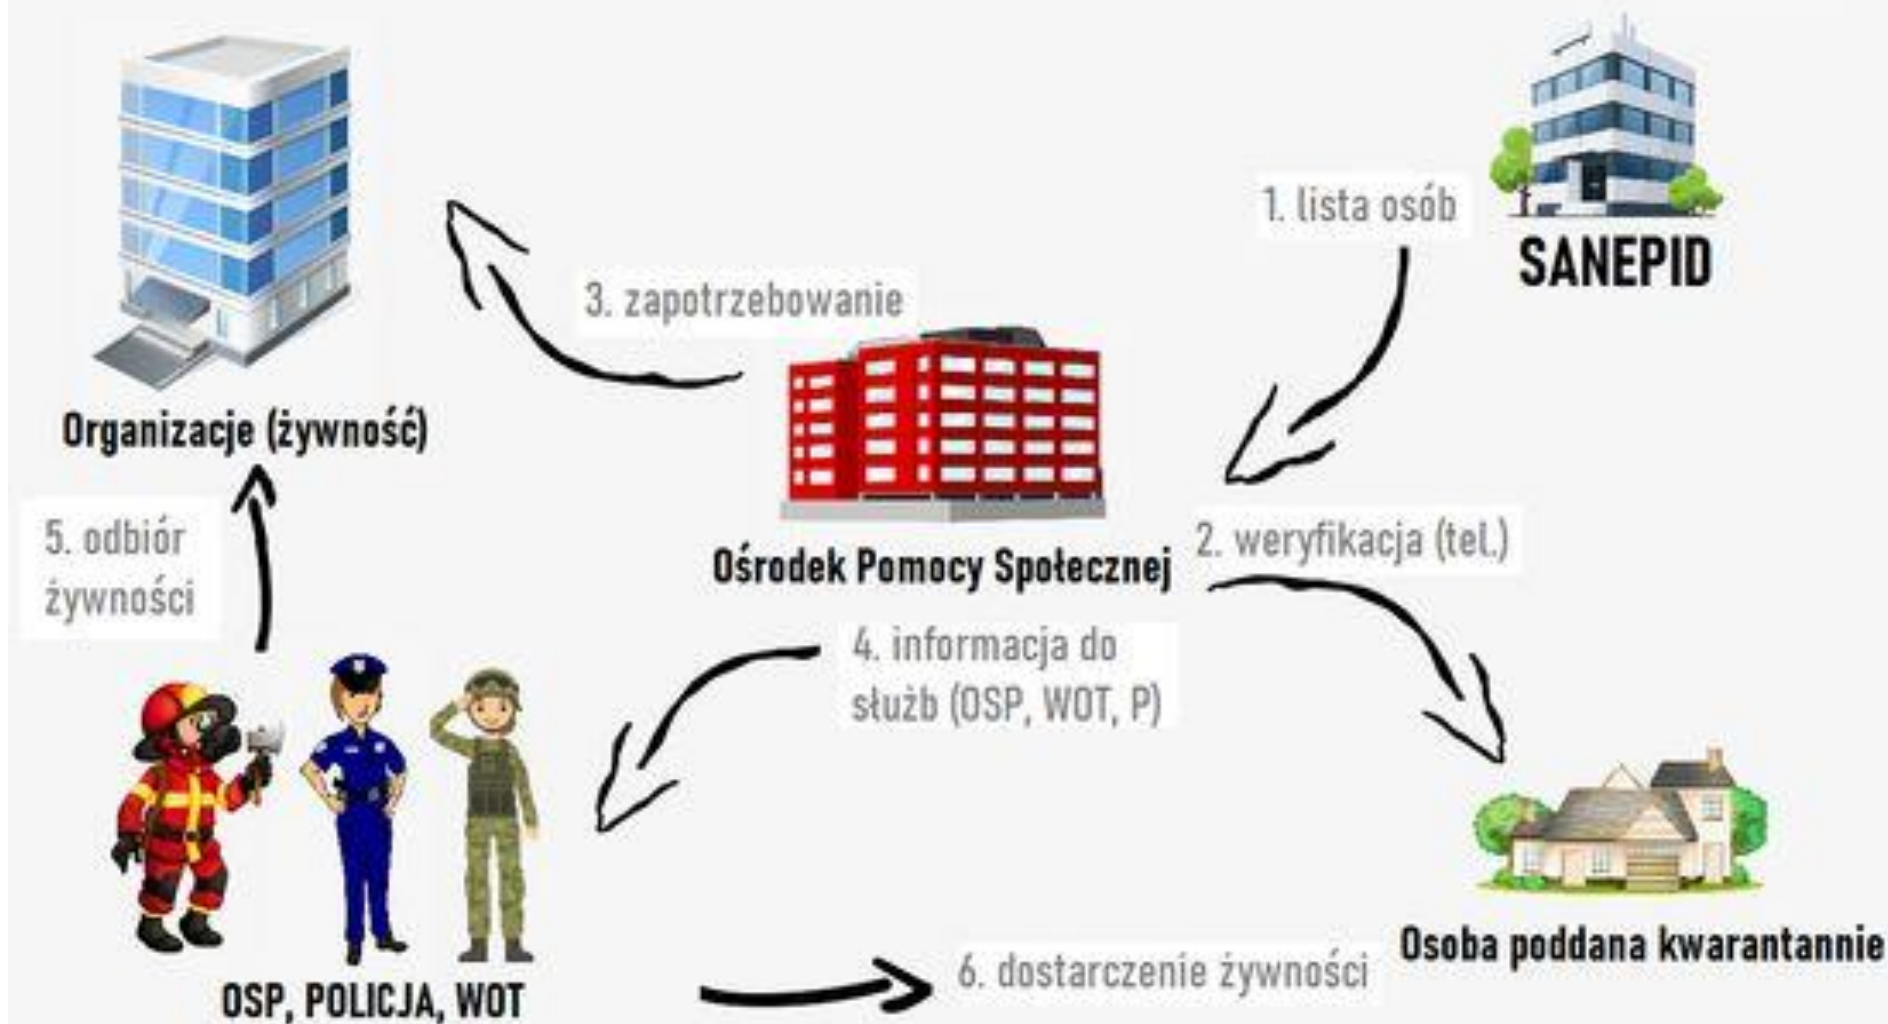 1. lista osób
SANEPID
3. zapotrzebowanie
Organizacje (żywność)
2. weryfikacja (tel.)
Ośrodek Pomocy Społecznej
5. odbiór
żywności
4. informacja do
służb (OSP, WOT, P)
Osoba poddana kwarantannie
6. dostarczenie żywności
OSP, POLICJA, WOT